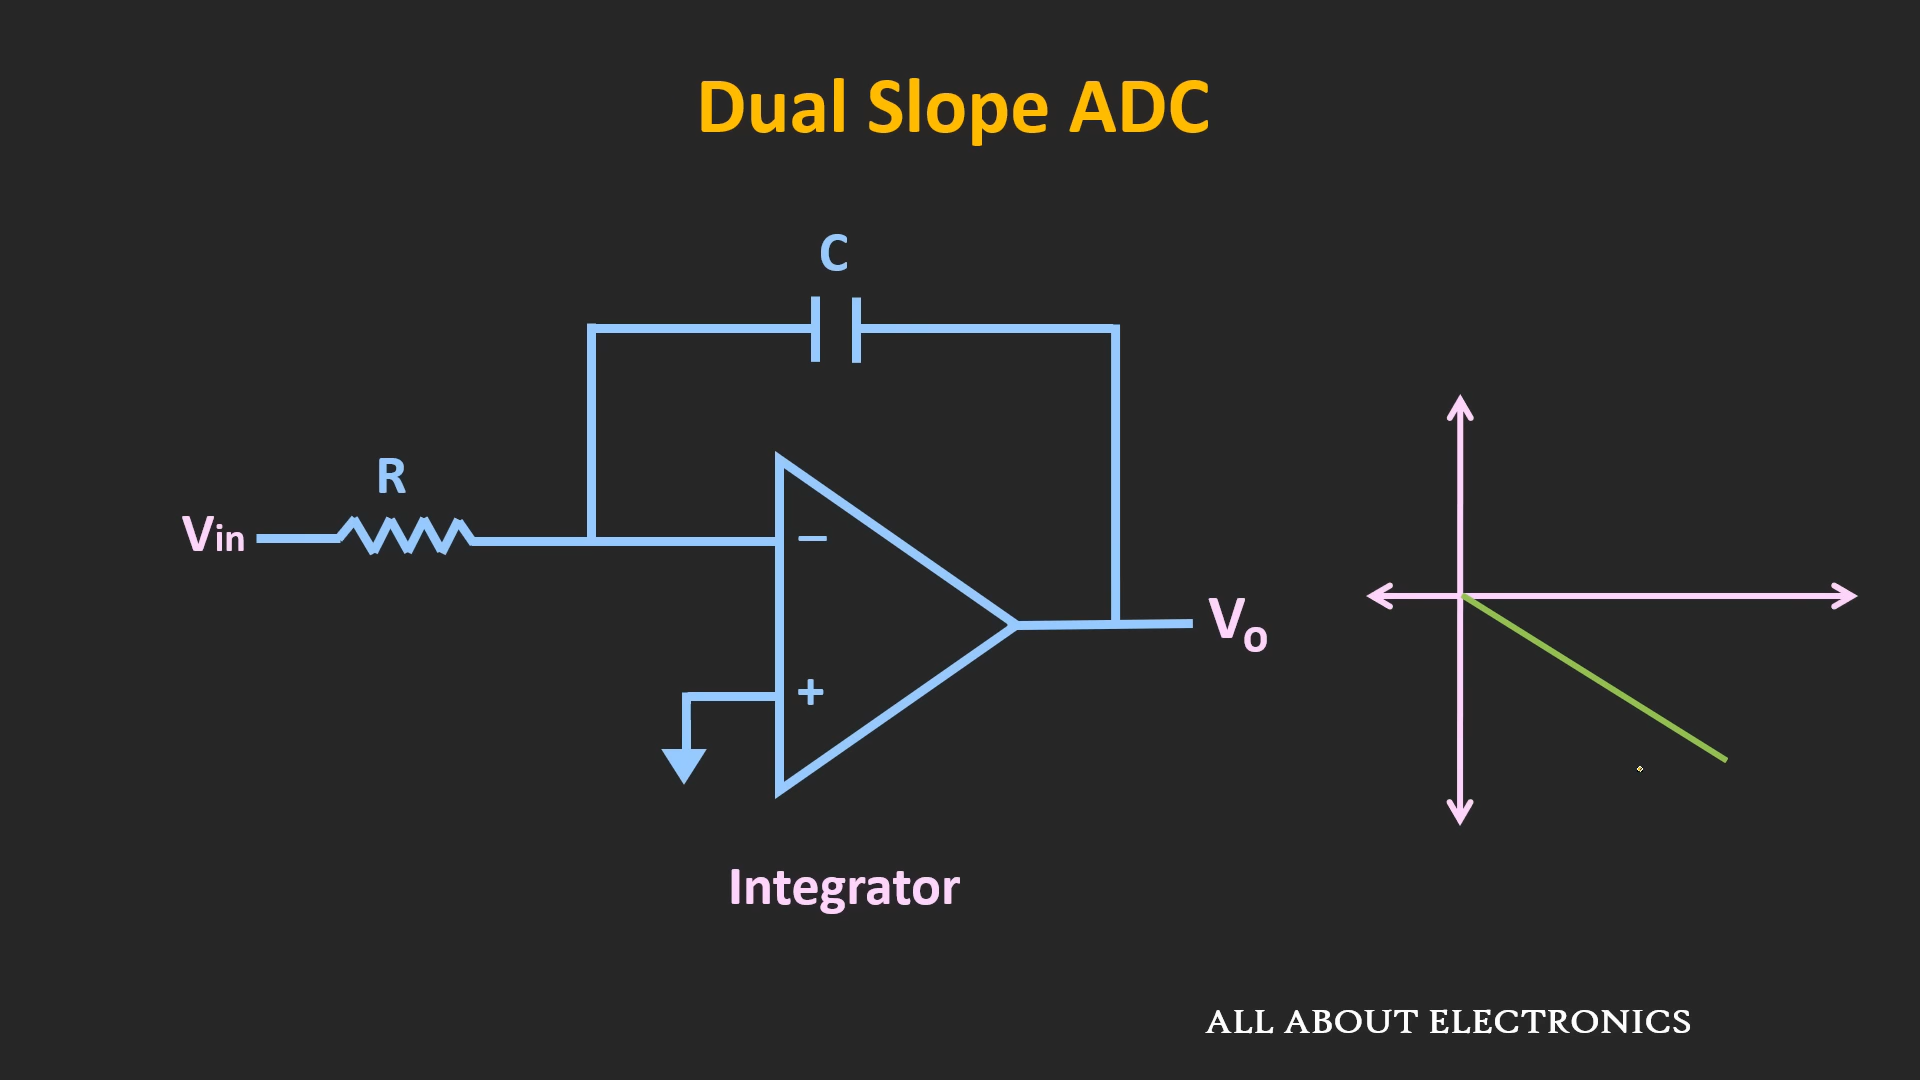 Dual Slope ADC
C
R
Vin
–
+
Vo
Integrator
ALL ABOUT ELECTRONICS